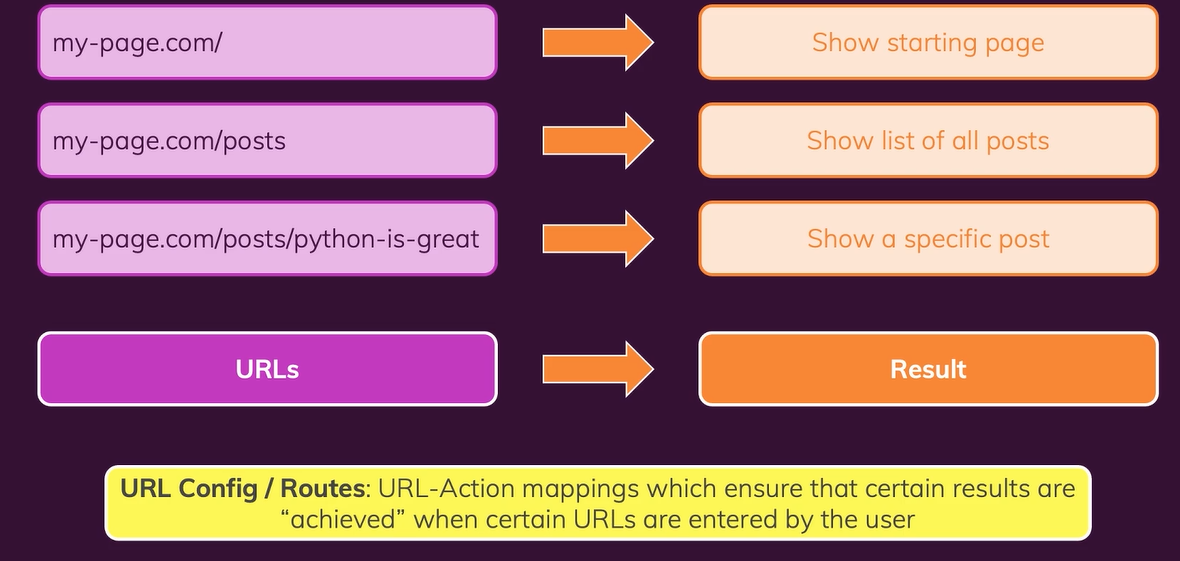 my-page.com/
Show starting page
my-page.com/posts
Show list of all posts
my-page.com/posts/python-is-great
Show a specific post
URLs
Result
URL Config / Routes: URL-Action mappings which ensure that certain results are
“achieved” when certain URLs are entered by the user